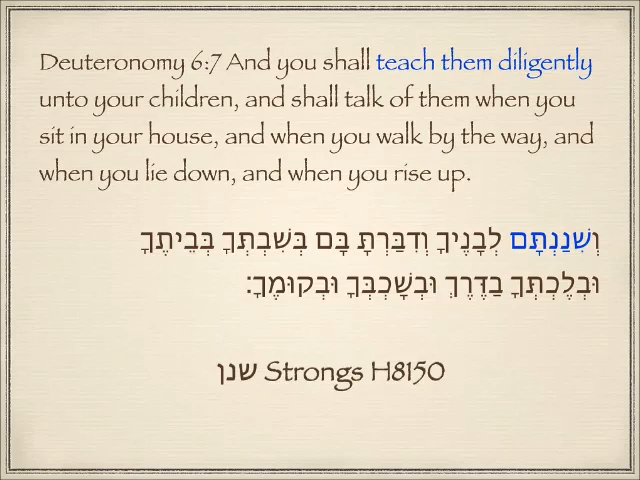 Deuteronomy 6:7 And you shall teach them diligently
unto your children, and shall talk of them when you
sit in your house, and when you walk by the way, and
when you lie down, and when you rise up.
וְשִׁנַּנְתָּם לְבָנֶיךָ וְדִבַּרְתָּ בָּם בְּשִׁבְתְּךָ בְּבֵיתֶךָ
וּבְלֶכְתְּךָ בַדֶּרֶךְ וּבְשָׁכְבְּךָ וּבְקוּמֶךָ׃
שנן Strongs H8150